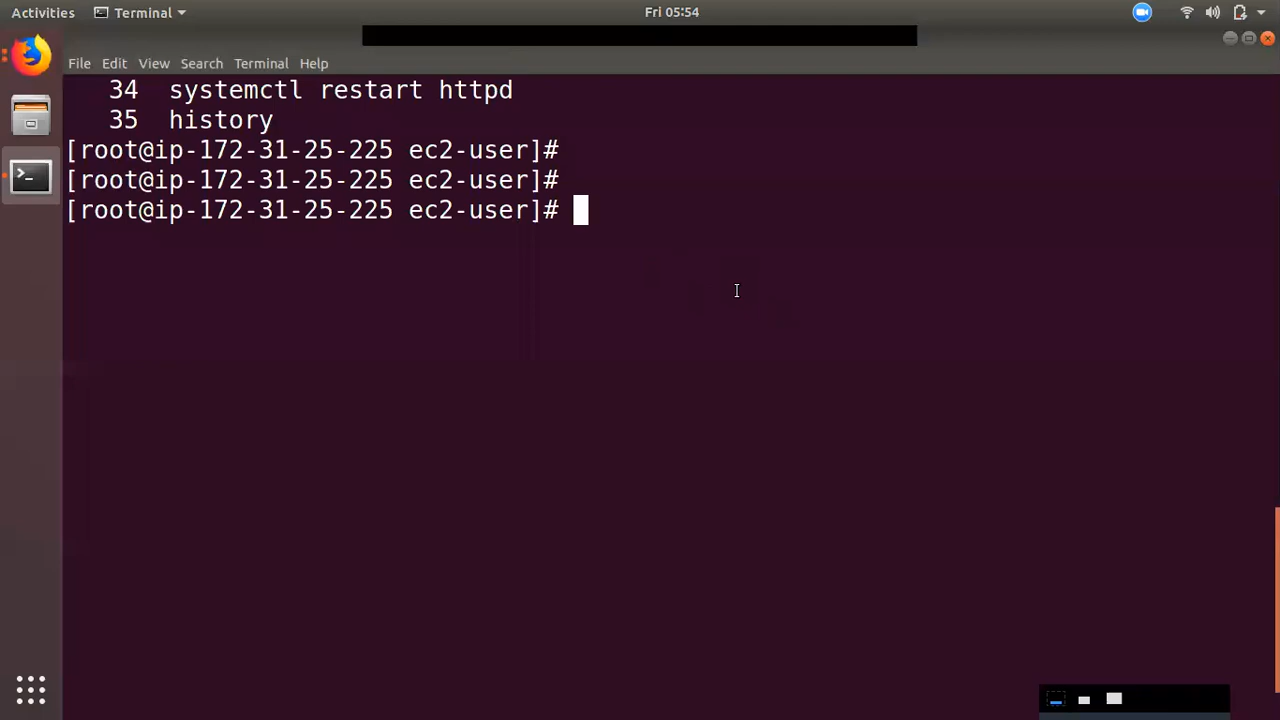 Activities Terminal Fri 05:54
File Edit View Search Terminal Help
34 systemctl restart httpd
35 history
[root@ip-172-31-25-225 ec2-user]#
[root@ip-172-31-25-225 ec2-user]#
[root@ip-172-31-25-225 ec2-user]#